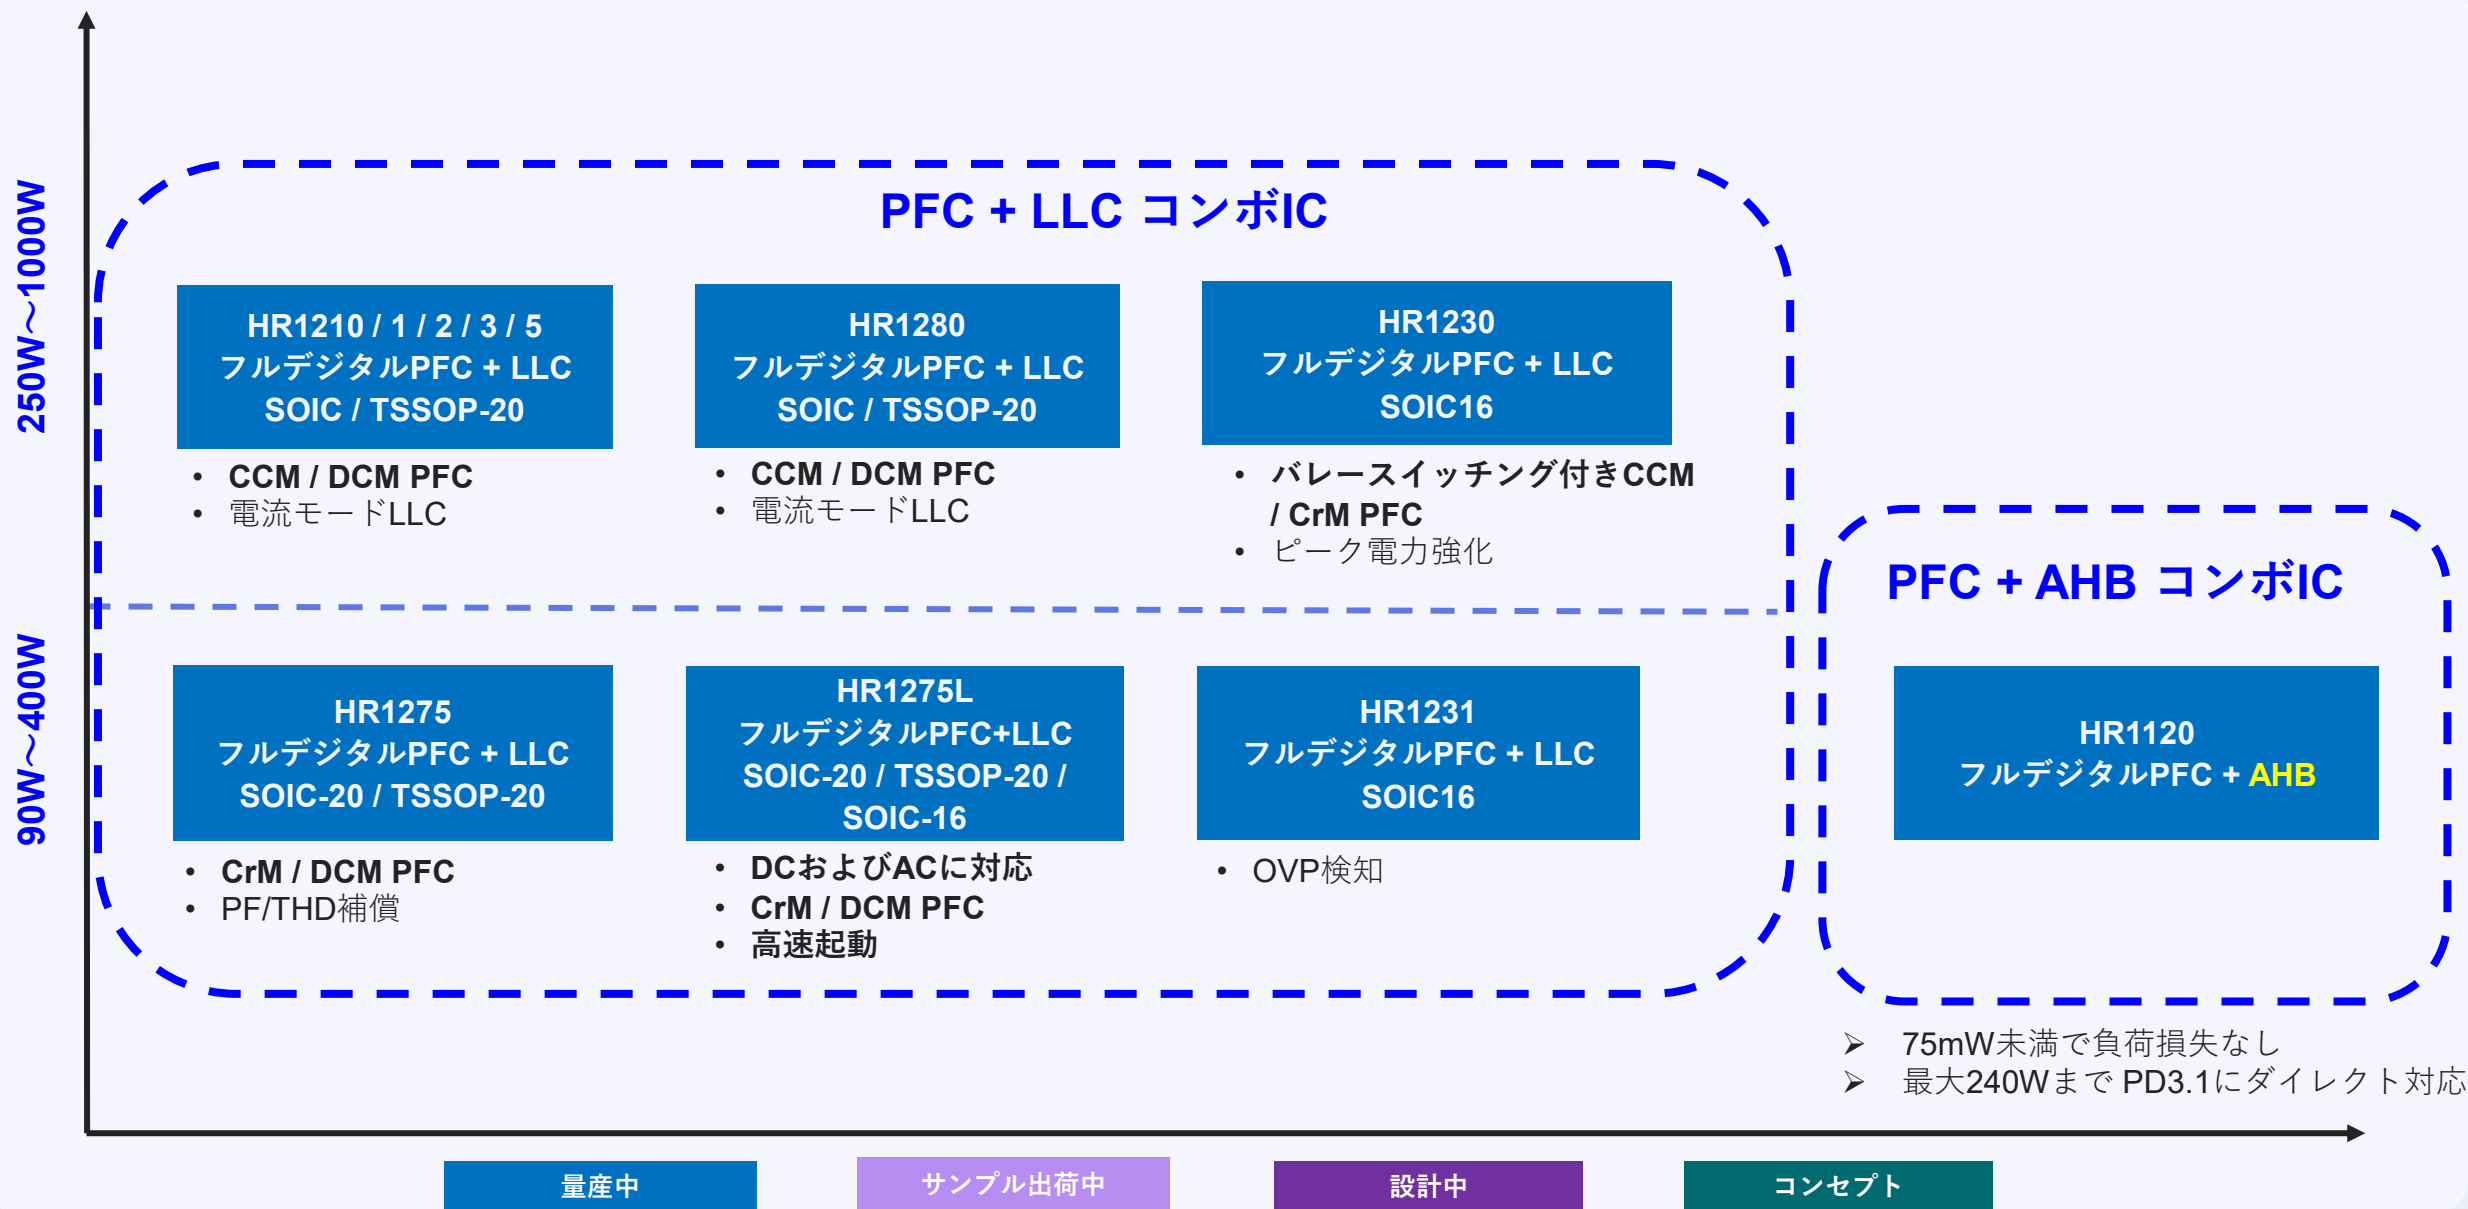 250W～1000W
PFC + LLC コンボIC
HR1210 / 1 / 2 / 3 / 5
フルデジタルPFC + LLC
SOIC / TSSOP-20
• CCM / DCM PFC
• 電流モードLLC
HR1280
フルデジタルPFC + LLC
SOIC / TSSOP-20
• CCM / DCM PFC
• 電流モードLLC
HR1230
フルデジタルPFC + LLC
SOIC16
• バレースイッチング付きCCM
/ CrM PFC
• ピーク電力強化
90W～400W
HR1275
フルデジタルPFC + LLC
SOIC-20 / TSSOP-20
• CrM / DCM PFC
• PF/THD補償
HR1275L
フルデジタルPFC+LLC
SOIC-20 / TSSOP-20 /
SOIC-16
• DCおよびACに対応
• CrM / DCM PFC
• 高速起動
HR1231
フルデジタルPFC + LLC
SOIC16
• OVP検知
PFC + AHB コンボIC
HR1120
フルデジタルPFC + AHB
➢ 75mW未満で負荷損失なし
➢ 最大240Wまで PD3.1にダイレクト対応
量産中
サンプル出荷中
設計中
コンセプト